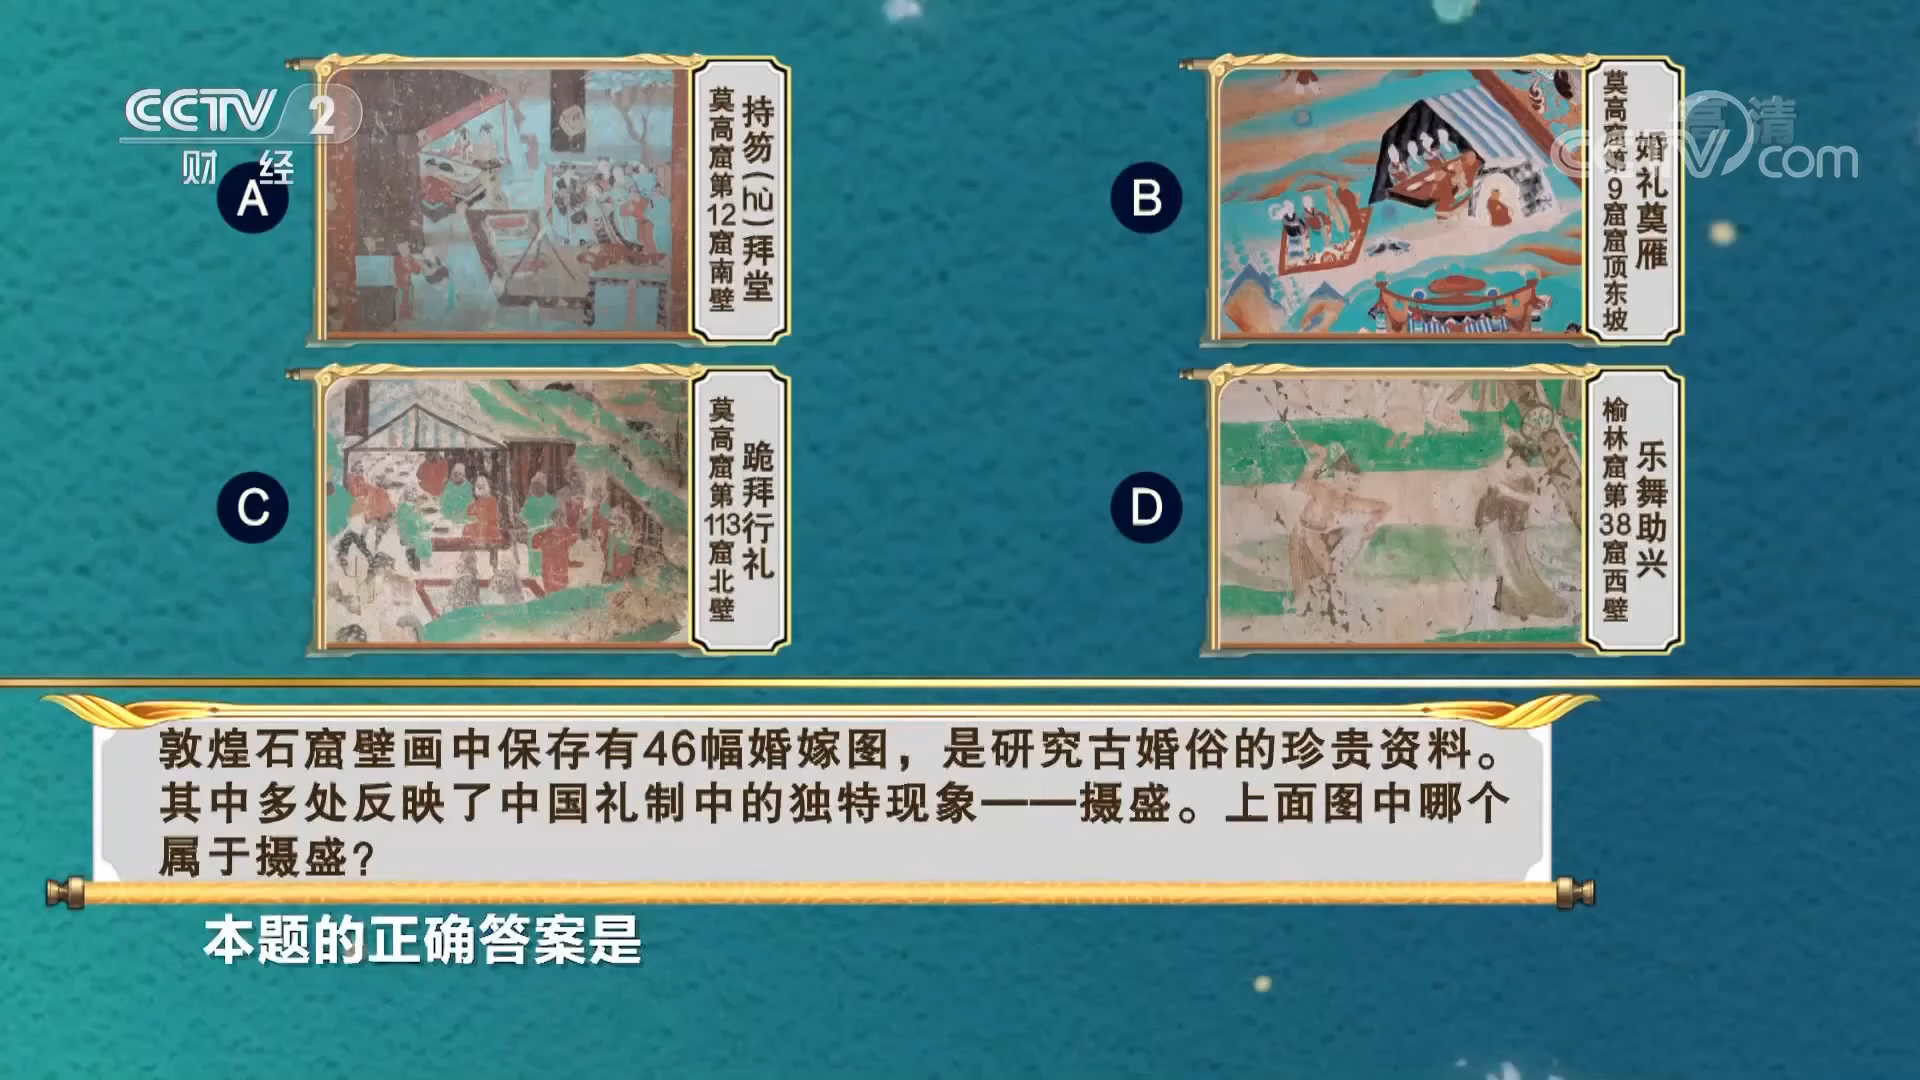 CCTV 2
财 经
高清
CCTV com
A
持笏(hù)拜堂
莫高窟第12窟南壁
B
婚礼奠雁
莫高窟第9窟窟顶东坡
C
跪拜行礼
莫高窟第113窟北壁
D
乐舞助兴
榆林窟第38窟西壁
敦煌石窟壁画中保存有46幅婚嫁图，是研究古婚俗的珍贵资料。
其中多处反映了中国礼制中的独特现象——摄盛。上面图中哪个
属于摄盛?
本题的正确答案是